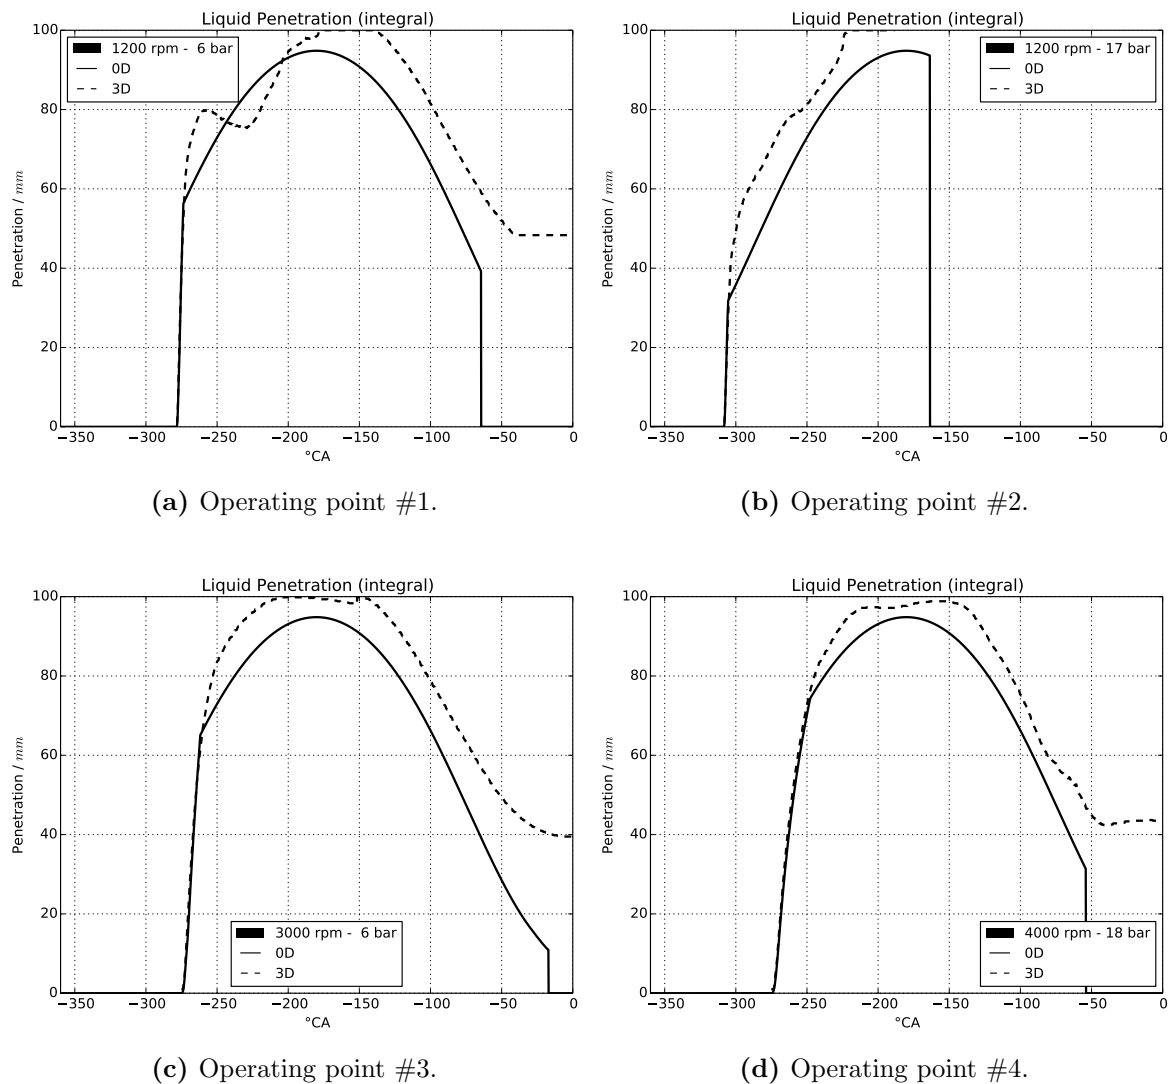 Liquid Penetration (integral)
100
80
60
40
20
0
Penetration / mm
1200 rpm - 6 bar
0D
3D
−350
−300
−250
−200
−150
−100
−50
0
°CA
(a) Operating point #1.
Liquid Penetration (integral)
100
80
60
40
20
0
Penetration / mm
1200 rpm - 17 bar
0D
3D
−350
−300
−250
−200
−150
−100
−50
0
°CA
(b) Operating point #2.
Liquid Penetration (integral)
100
80
60
40
20
0
Penetration / mm
3000 rpm - 6 bar
0D
3D
−350
−300
−250
−200
−150
−100
−50
0
°CA
(c) Operating point #3.
Liquid Penetration (integral)
100
80
60
40
20
0
Penetration / mm
4000 rpm - 18 bar
0D
3D
−350
−300
−250
−200
−150
−100
−50
0
°CA
(d) Operating point #4.